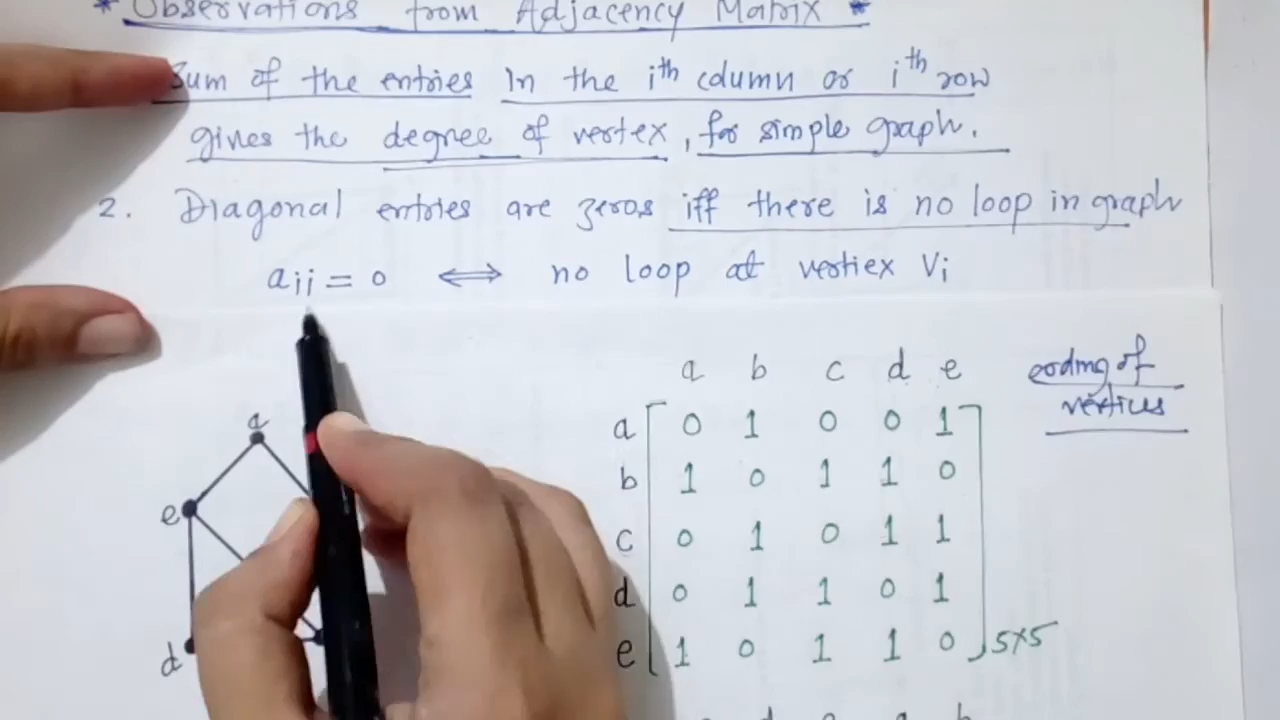 * Observations from Adjacency Matrix *
Sum of the entries In the ith column or ith row
gives the degree of vertex, for simple graph.
2. Diagonal entries are zeros iff there is no loop in graph
aii = 0 ⟺ no loop at vertiex Vi
a b c d e
a 0 1 0 0 1
b 1 0 1 1 0
c 0 1 0 1 1
d 0 1 1 0 1
e 1 0 1 1 0
5×5
of
vertices
a
e
d